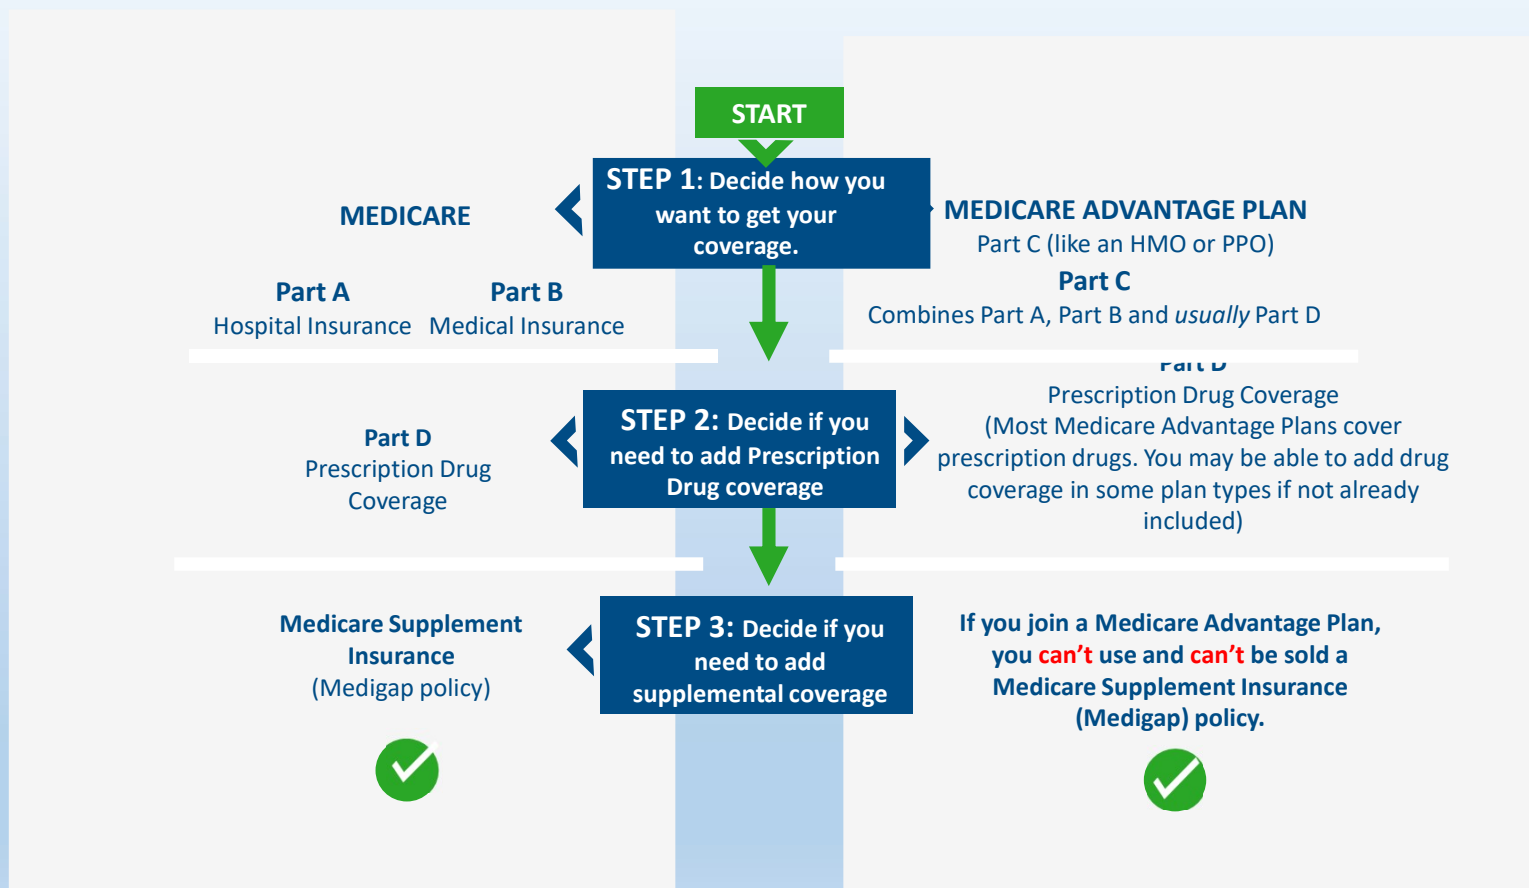 START
STEP 1: Decide how you
want to get your
coverage.
MEDICARE
Part A
Hospital Insurance
Part B
Medical Insurance
MEDICARE ADVANTAGE PLAN
Part C (like an HMO or PPO)
Part C
Combines Part A, Part B and usually Part D
STEP 2: Decide if you
need to add Prescription
Drug coverage
Part D
Prescription Drug
Coverage
Part D
Prescription Drug Coverage
(Most Medicare Advantage Plans cover
prescription drugs. You may be able to add drug
coverage in some plan types if not already
included)
STEP 3: Decide if you
need to add
supplemental coverage
Medicare Supplement
Insurance
(Medigap policy)
If you join a Medicare Advantage Plan,
you can’t use and can’t be sold a
Medicare Supplement Insurance
(Medigap) policy.